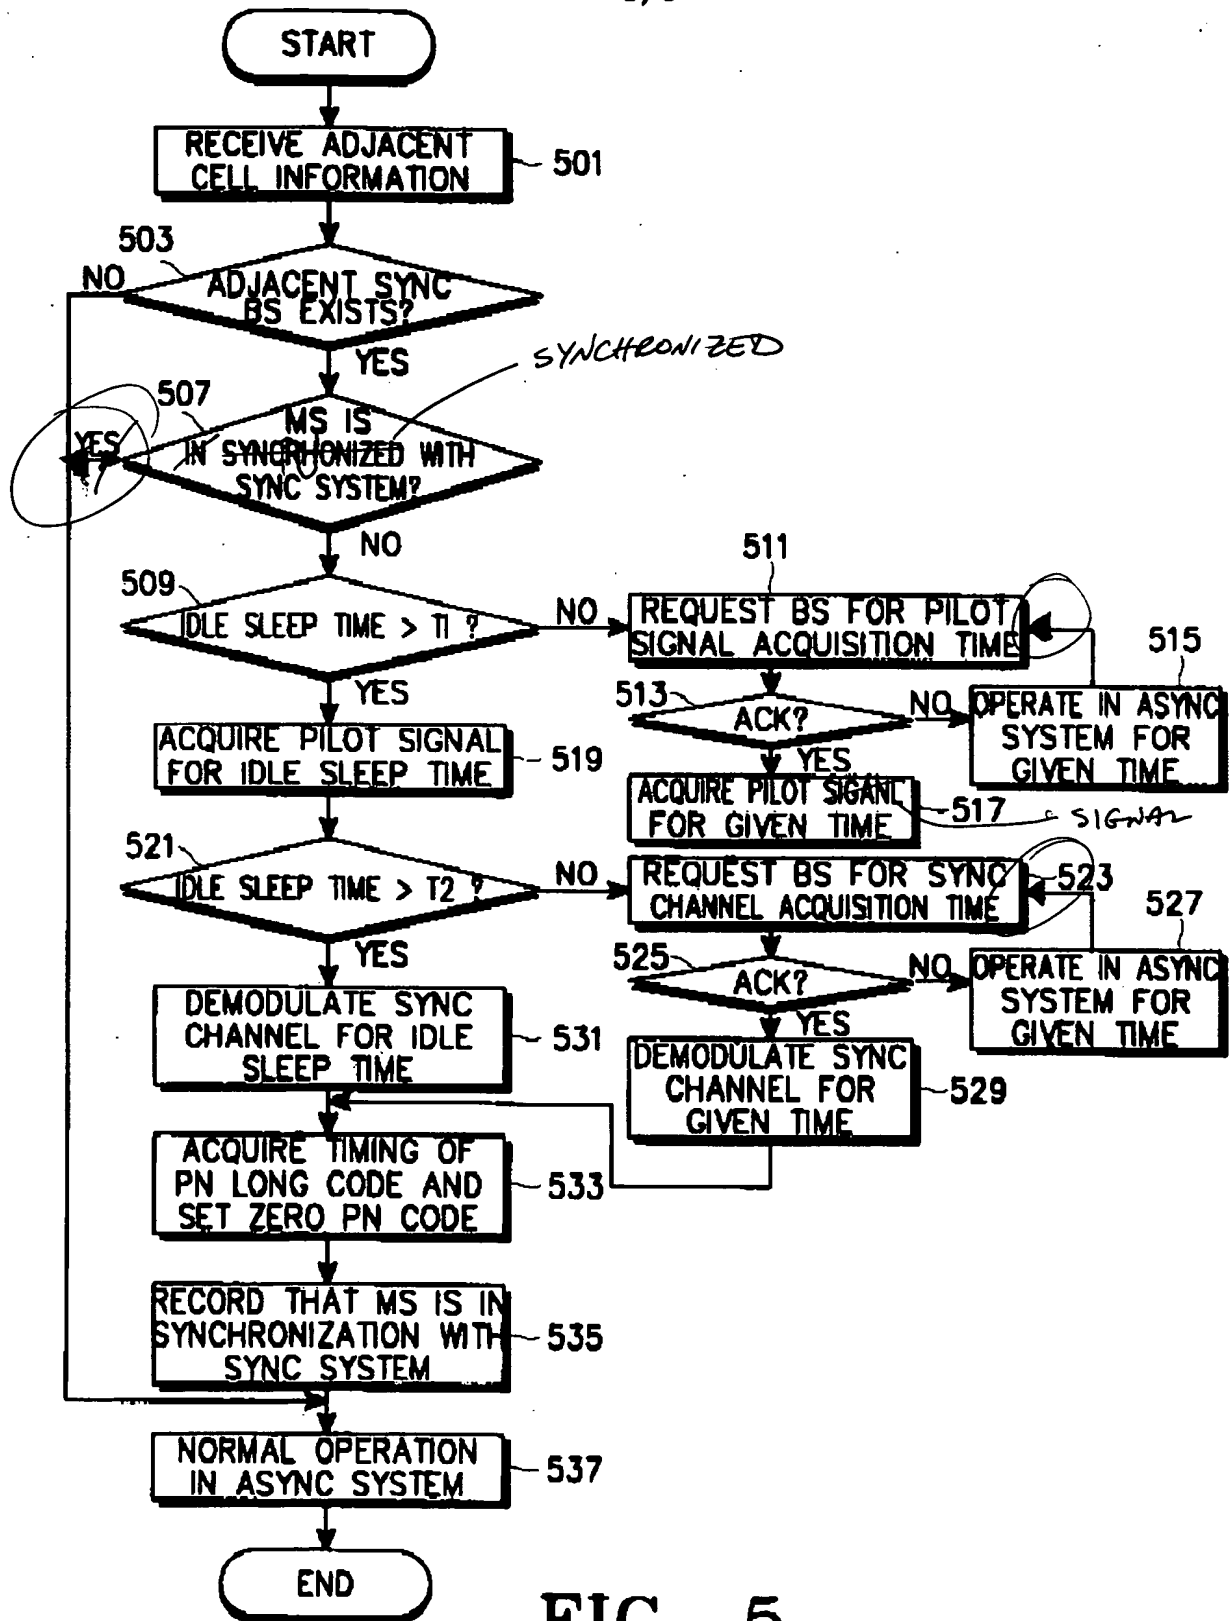 START
RECEIVE ADJACENT
CELL INFORMATION
501
503
NO
ADJACENT SYNC
BS EXISTS?
YES
SYNCHRONIZED
507
YES
MS IS
IN SYNCRHONIZED WITH
SYNC SYSTEM?
NO
509
IDLE SLEEP TIME > T1 ?
NO
YES
511
REQUEST BS FOR PILOT
SIGNAL ACQUISITION TIME
513
ACK?
NO
YES
515
OPERATE IN ASYNC
SYSTEM FOR
GIVEN TIME
ACQUIRE PILOT SIGNAL
FOR IDLE SLEEP TIME
519
ACQUIRE PILOT SIGANL
FOR GIVEN TIME
517
SIGNAL
521
IDLE SLEEP TIME > T2 ?
NO
YES
REQUEST BS FOR SYNC
CHANNEL ACQUISITION TIME
523
525
ACK?
NO
YES
527
OPERATE IN ASYNC
SYSTEM FOR
GIVEN TIME
DEMODULATE SYNC
CHANNEL FOR IDLE
SLEEP TIME
531
DEMODULATE SYNC
CHANNEL FOR
GIVEN TIME
529
ACQUIRE TIMING OF
PN LONG CODE AND
SET ZERO PN CODE
533
RECORD THAT MS IS IN
SYNCHRONIZATION WITH
SYNC SYSTEM
535
NORMAL OPERATION
IN ASYNC SYSTEM
537
END
FIG. 5